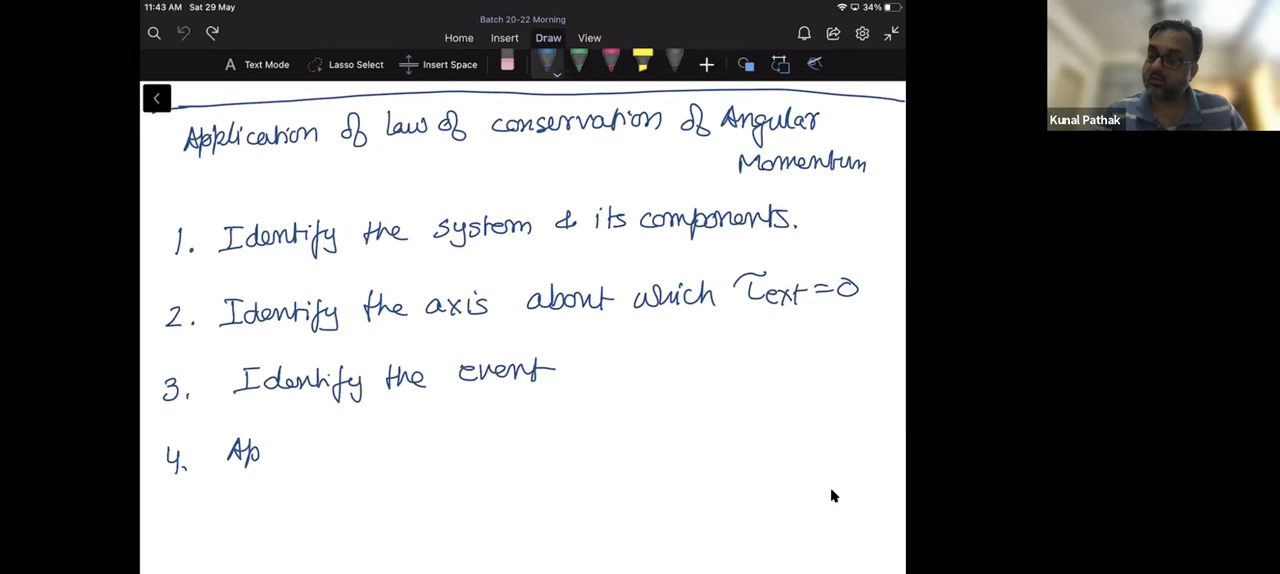 11:43 AM Sat 29 May
34%
Batch 20-22 Morning
Home Insert Draw View
Text Mode Lasso Select Insert Space
Application of law of conservation of Angular
Momentum
1. Identify the system & its components.
2. Identify the axis about which τext = 0
3. Identify the event
4. Ap
Kunal Pathak